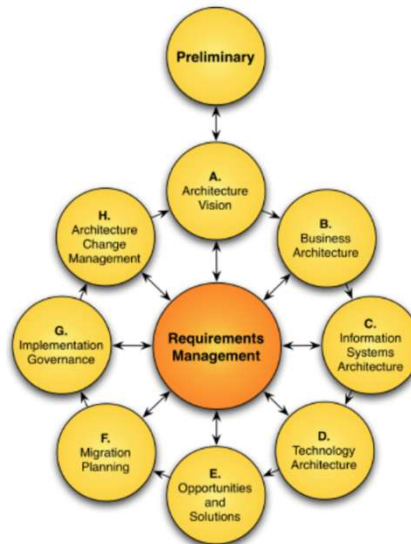 Preliminary
A.
Architecture
Vision
B.
Business
Architecture
C.
Information
Systems
Architecture
D.
Technology
Architecture
E.
Opportunities
and
Solutions
F.
Migration
Planning
G.
Implementation
Governance
H.
Architecture
Change
Management
Requirements
Management